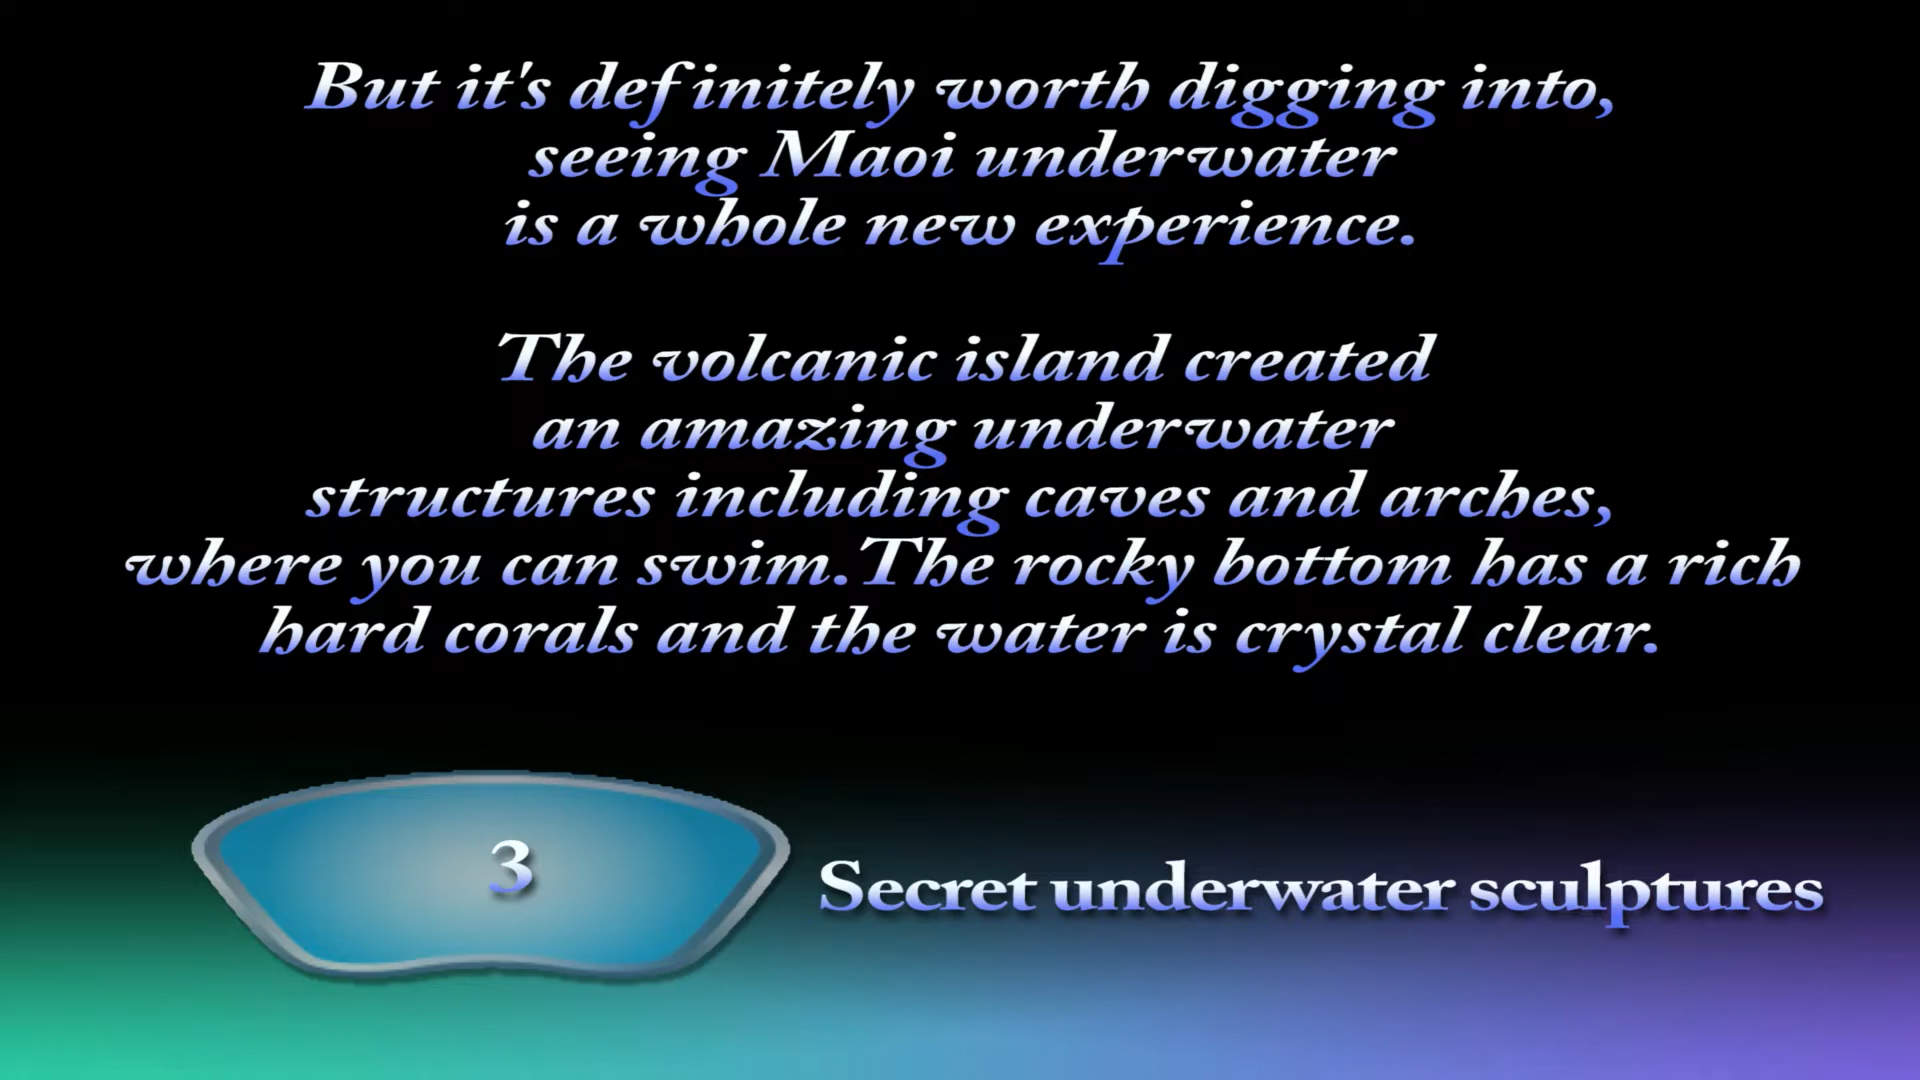 But it's definitely worth digging into,
seeing Maoi underwater
is a whole new experience.
The volcanic island created
an amazing underwater
structures including caves and arches,
where you can swim.The rocky bottom has a rich
hard corals and the water is crystal clear.
3
Secret underwater sculptures